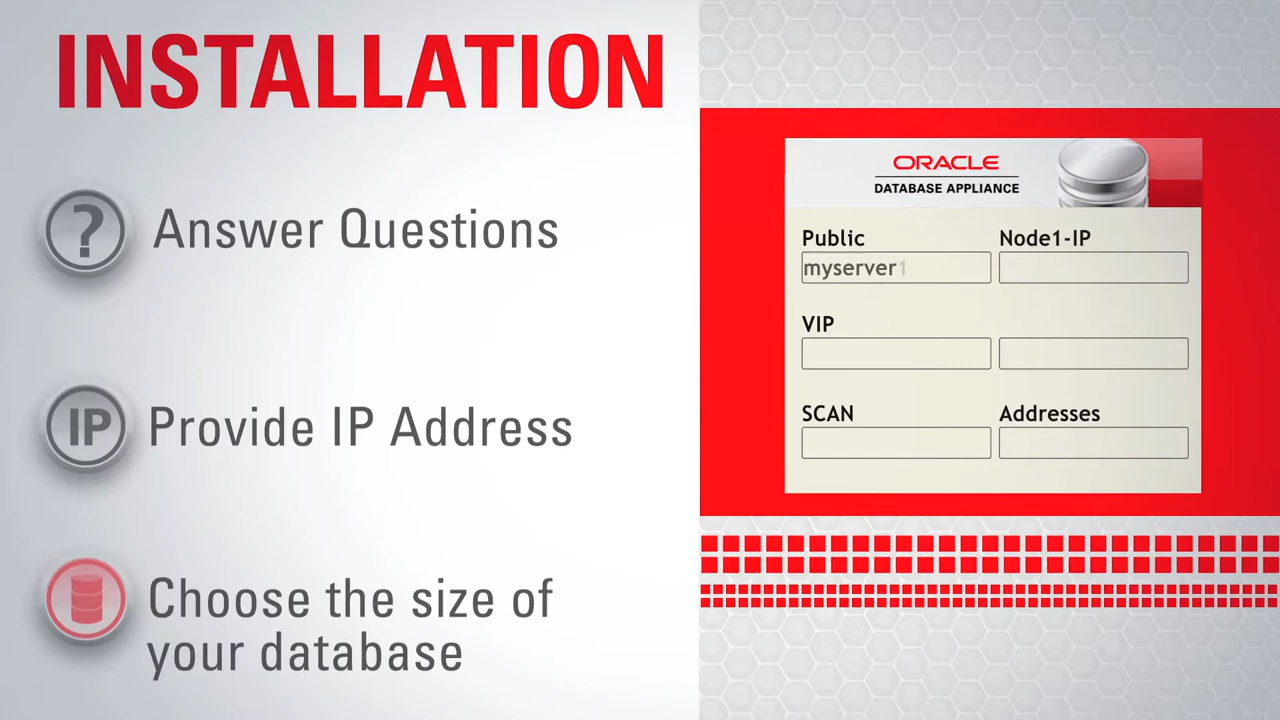 INSTALLATION
?
Answer Questions
IP
Provide IP Address
Choose the size of
your database
ORACLE
DATABASE APPLIANCE
Public
Node1-IP
myserver1
VIP
SCAN
Addresses